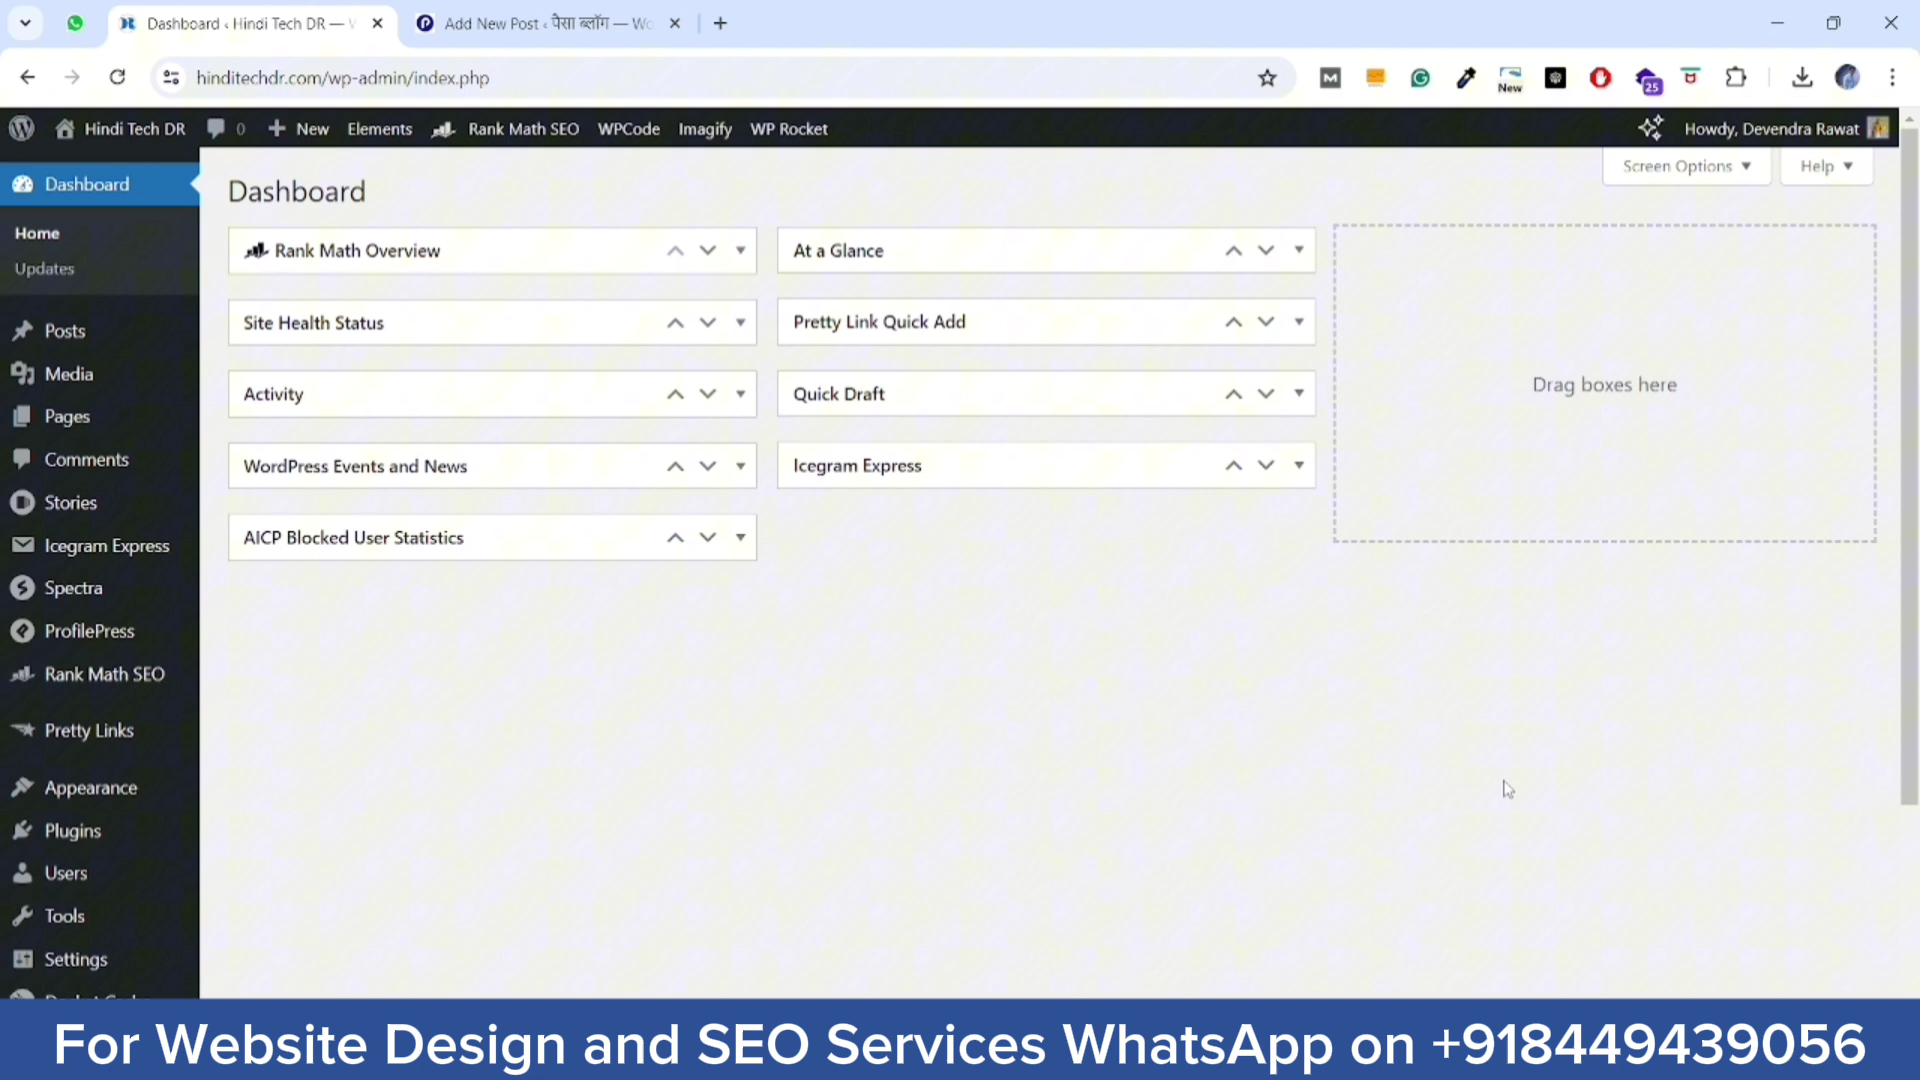 Dashboard ‹ Hindi Tech DR —
Add New Post ‹ पैसा ब्लॉग — Wo
hinditechdr.com/wp-admin/index.php
New
25
Hindi Tech DR
0
New
Elements
Rank Math SEO
WPCode
Imagify
WP Rocket
Howdy, Devendra Rawat
Screen Options
Help
Dashboard
Home
Updates
Posts
Media
Pages
Comments
Stories
Icegram Express
Spectra
ProfilePress
Rank Math SEO
Pretty Links
Appearance
Plugins
Users
Tools
Settings
Dashboard
Rank Math Overview
Site Health Status
Activity
WordPress Events and News
AICP Blocked User Statistics
At a Glance
Pretty Link Quick Add
Quick Draft
Icegram Express
Drag boxes here
For Website Design and SEO Services WhatsApp on +918449439056